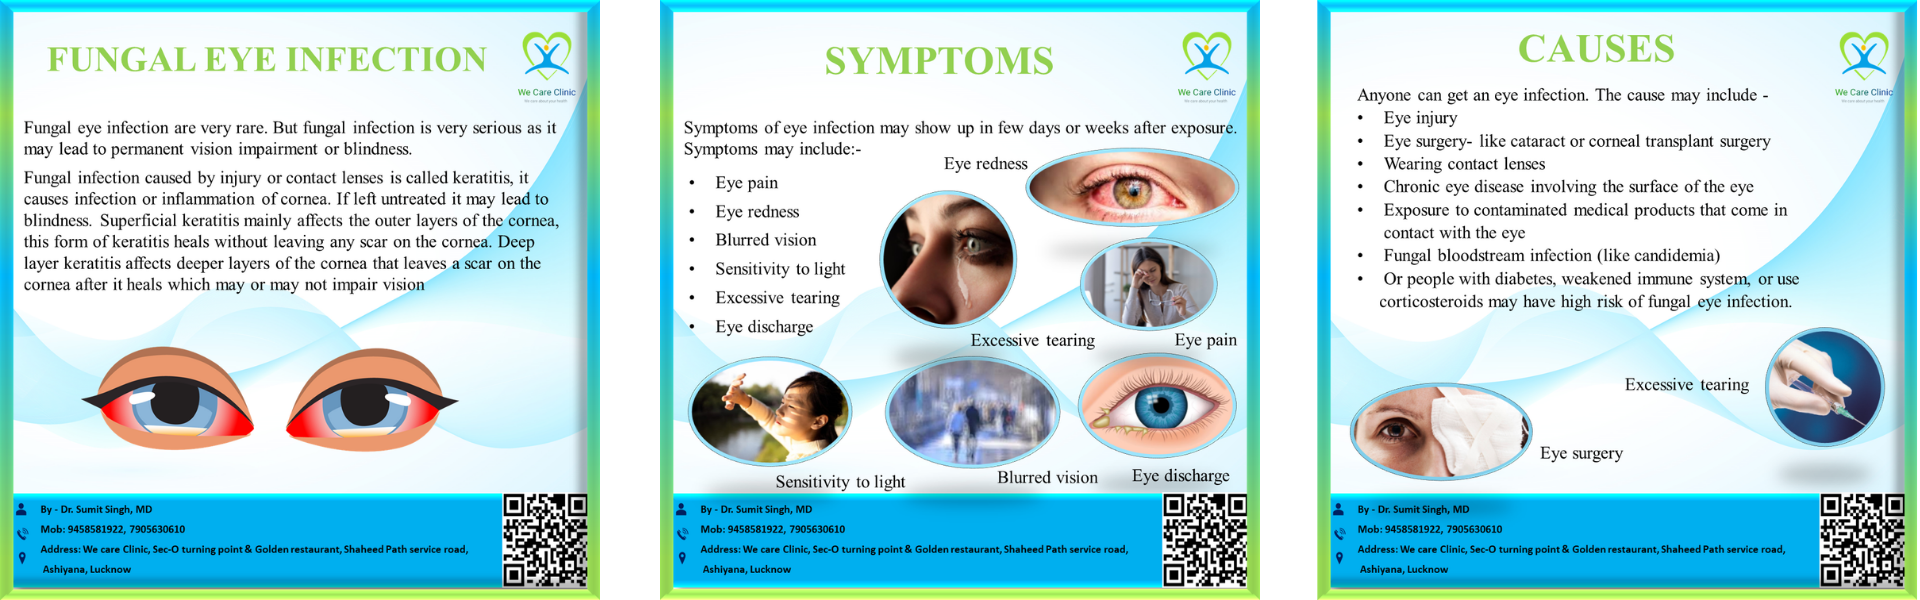 FUNGAL EYE INFECTION
We Care Clinic
We care about your health
Fungal eye infection are very rare. But fungal infection is very serious as it
may lead to permanent vision impairment or blindness.
Fungal infection caused by injury or contact lenses is called keratitis, it
causes infection or inflammation of cornea. If left untreated it may lead to
blindness. Superficial keratitis mainly affects the outer layers of the cornea,
this form of keratitis heals without leaving any scar on the cornea. Deep
layer keratitis affects deeper layers of the cornea that leaves a scar on the
cornea after it heals which may or may not impair vision
By - Dr. Sumit Singh, MD
Mob: 9458581922, 7905630610
Address: We care Clinic, Sec-O turning point & Golden restaurant, Shaheed Path service road,
Ashiyana, Lucknow
SYMPTOMS
We Care Clinic
We care about your health
Symptoms of eye infection may show up in few days or weeks after exposure.
Symptoms may include:-
• Eye pain
• Eye redness
• Blurred vision
• Sensitivity to light
• Excessive tearing
• Eye discharge
Eye redness
Excessive tearing
Eye pain
Sensitivity to light
Blurred vision
Eye discharge
By - Dr. Sumit Singh, MD
Mob: 9458581922, 7905630610
Address: We care Clinic, Sec-O turning point & Golden restaurant, Shaheed Path service road,
Ashiyana, Lucknow
CAUSES
We Care Clinic
We care about your health
Anyone can get an eye infection. The cause may include -
• Eye injury
• Eye surgery- like cataract or corneal transplant surgery
• Wearing contact lenses
• Chronic eye disease involving the surface of the eye
• Exposure to contaminated medical products that come in
contact with the eye
• Fungal bloodstream infection (like candidemia)
• Or people with diabetes, weakened immune system, or use
corticosteroids may have high risk of fungal eye infection.
Excessive tearing
Eye surgery
By - Dr. Sumit Singh, MD
Mob: 9458581922, 7905630610
Address: We care Clinic, Sec-O turning point & Golden restaurant, Shaheed Path service road,
Ashiyana, Lucknow